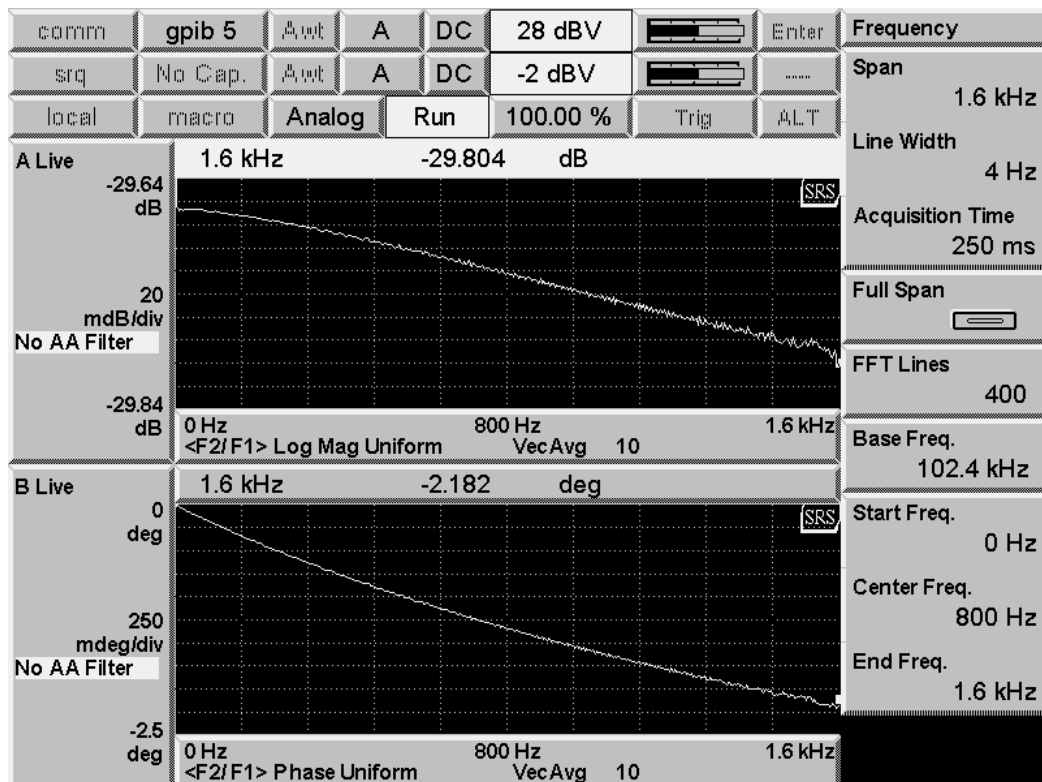 comm gpib 5 Awt A DC 28 dBV Enter
srq No Cap. Awt A DC -2 dBV
local macro Analog Run 100.00 % Trig ALT
A Live
1.6 kHz -29.804 dB
-29.64
dB
SRS
20
mdB/div
No AA Filter
-29.84
dB
0 Hz 800 Hz 1.6 kHz
<F2/F1> Log Mag Uniform VecAvg 10
B Live
1.6 kHz -2.182 deg
0
deg
SRS
250
mdeg/div
No AA Filter
-2.5
deg
0 Hz 800 Hz 1.6 kHz
<F2/F1> Phase Uniform VecAvg 10
Frequency
Span
1.6 kHz
Line Width
4 Hz
Acquisition Time
250 ms
Full Span
FFT Lines
400
Base Freq.
102.4 kHz
Start Freq.
0 Hz
Center Freq.
800 Hz
End Freq.
1.6 kHz